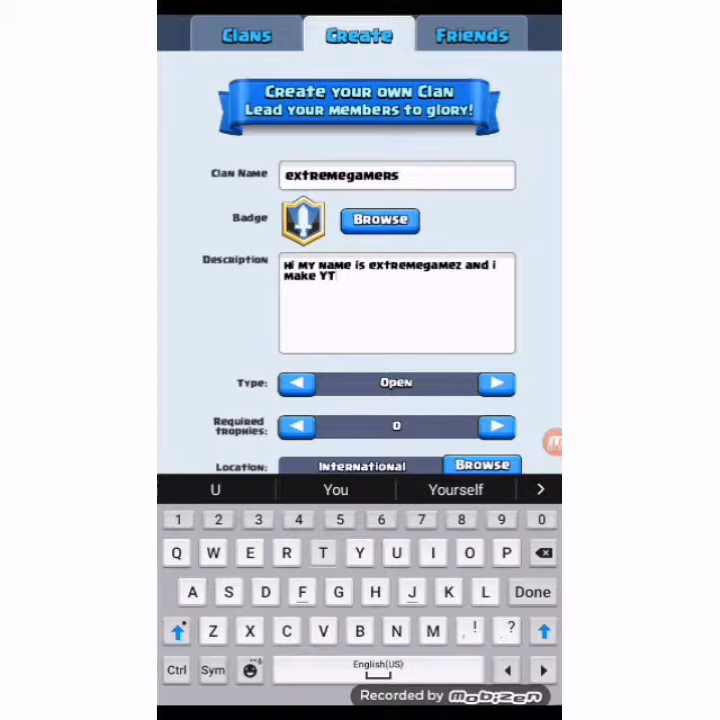 Clans Create Friends
Create your own Clan
Lead your members to glory!
Clan Name extremegamers
Badge Browse
Description Hi my name is extremegamez and i
make YT
Type: Open
Required
trophies: 0
Location: International Browse
U You Yourself >
1 2 3 4 5 6 7 8 9 0
Q W E R T Y U I O P
A S D F G H J K L Done
Z X C V B N M , ! . ?
Ctrl Sym English(US)
Recorded by mobizen